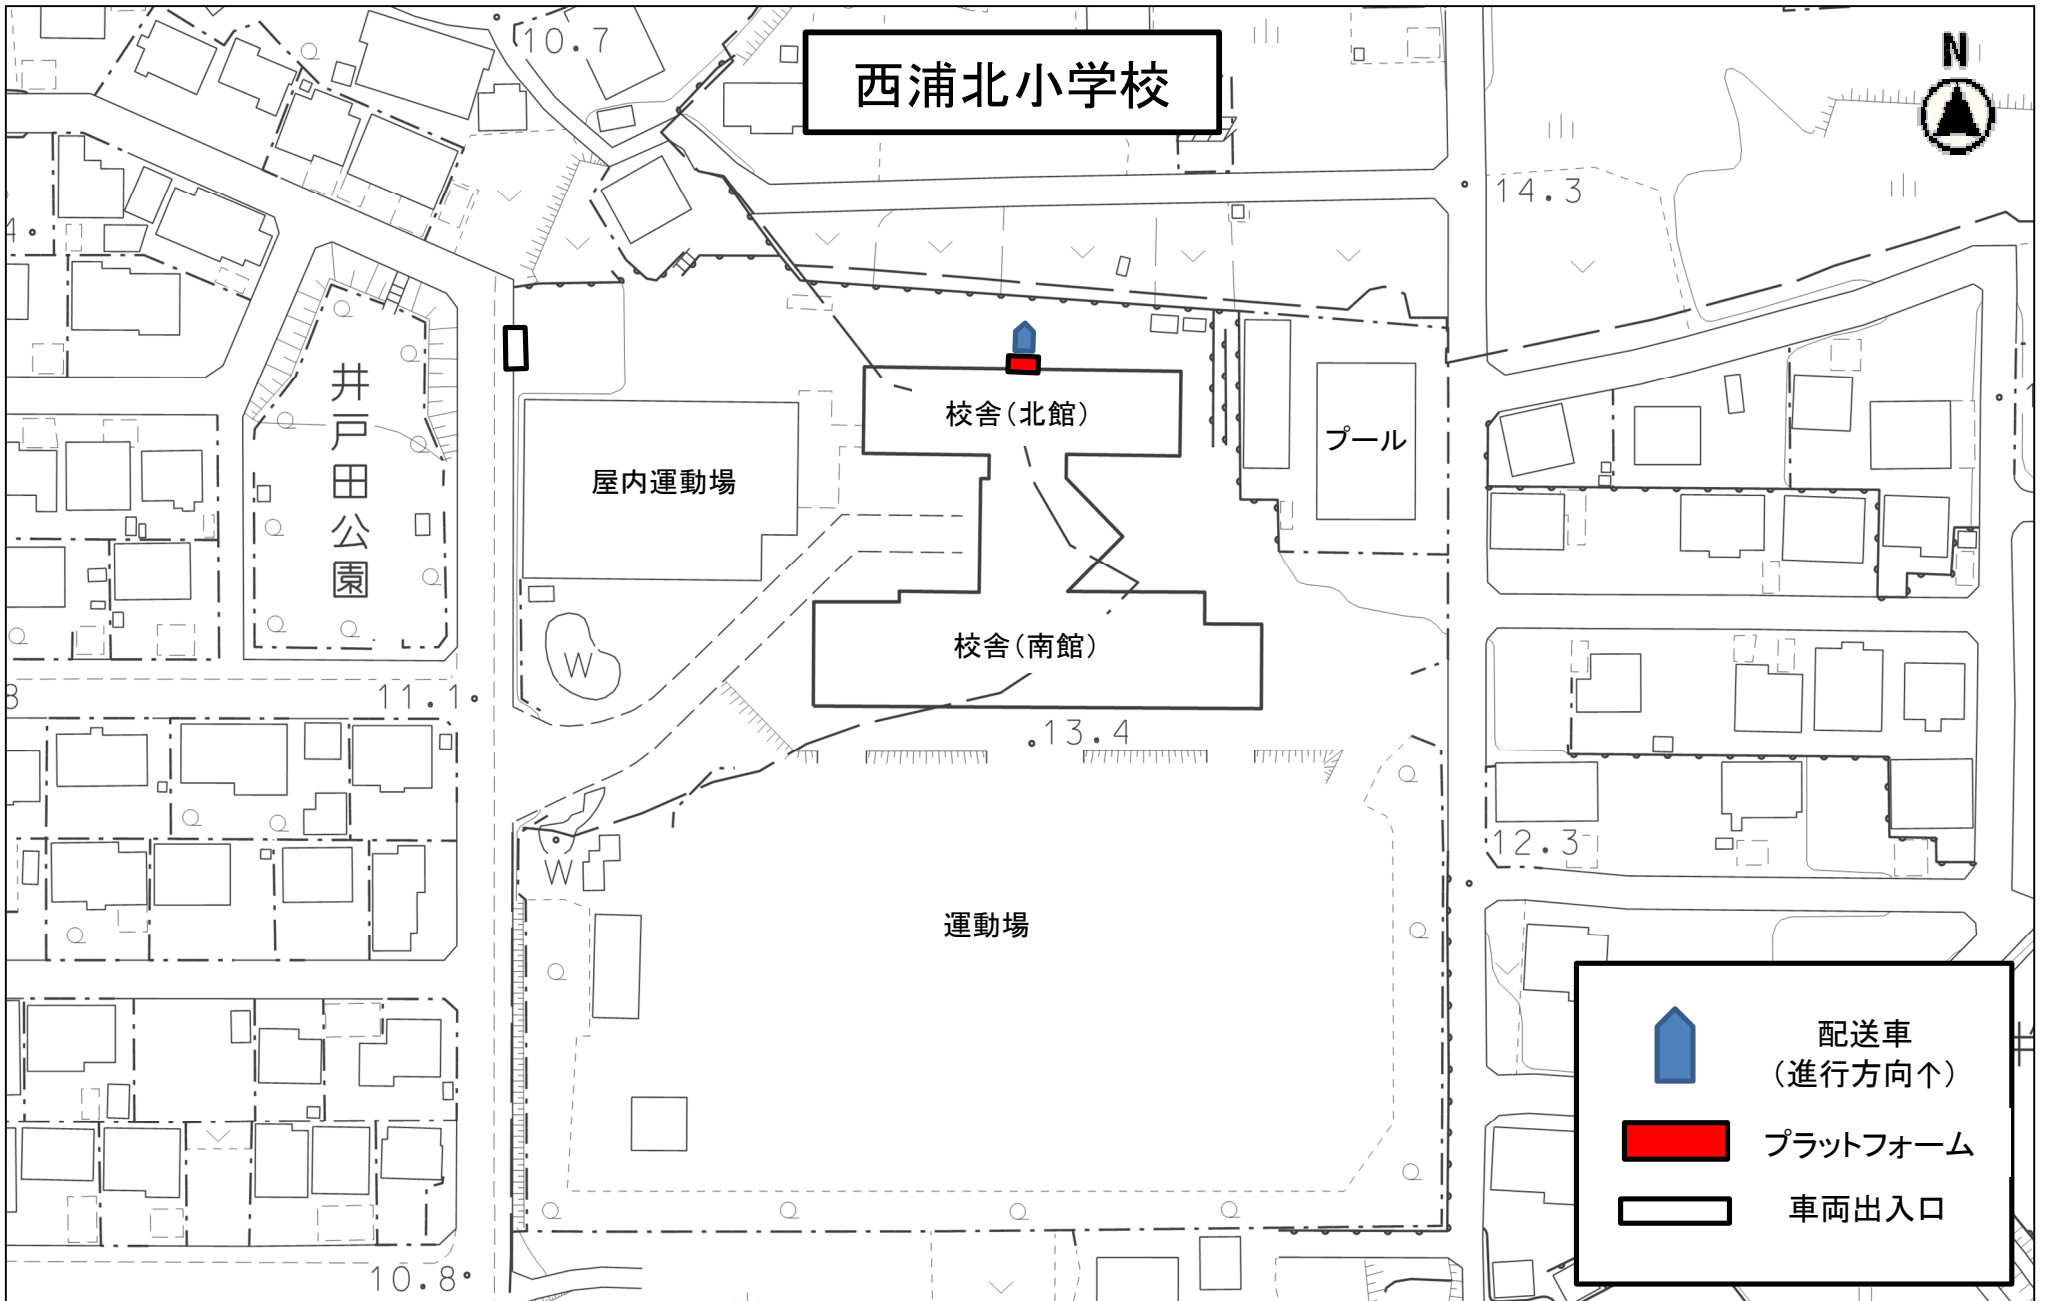 10.7
西浦北小学校
N
14.3
井戸田公園
校舎（北館）
プール
屋内運動場
校舎（南館）
11.1
13.4
12.3
運動場
配送車
（進行方向↑）
プラットフォーム
車両出入口
10.8